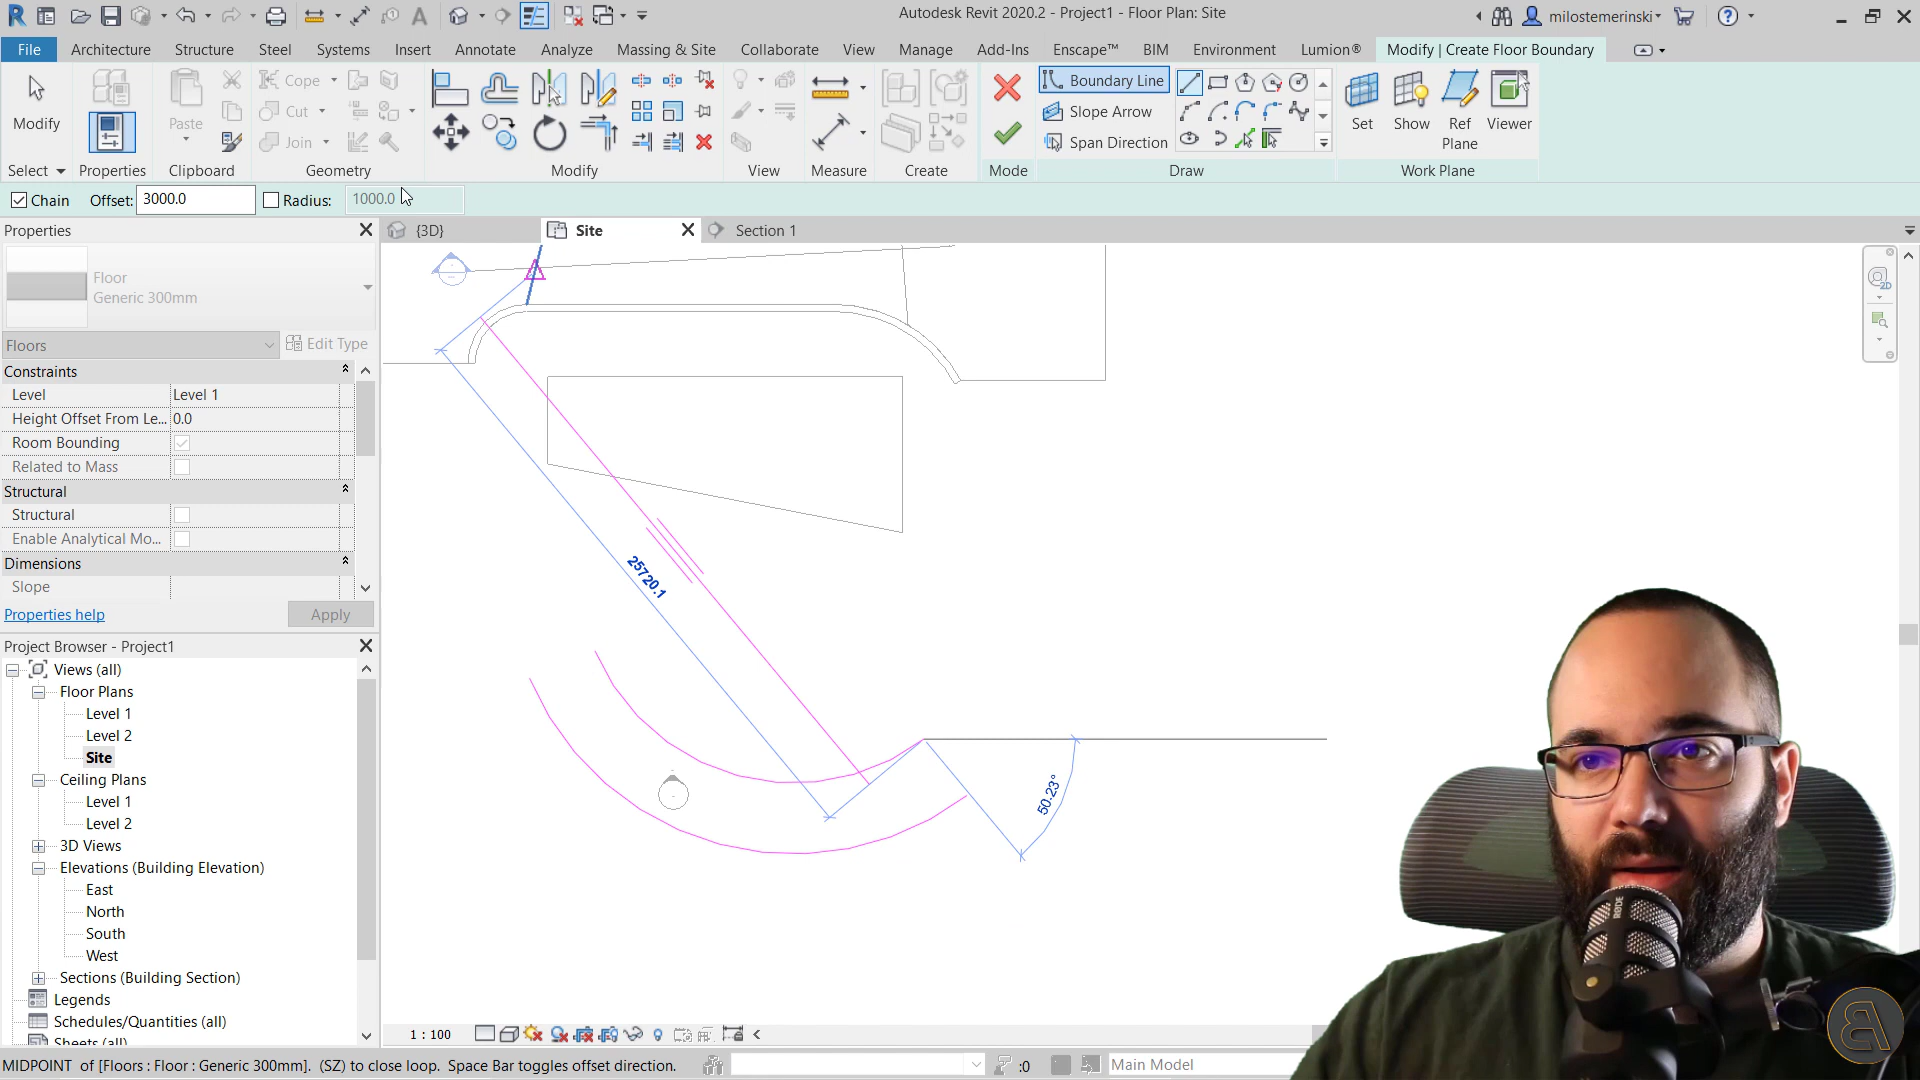 Autodesk Revit 2020.2 - Project1 - Floor Plan: Site
milostemerinski
File Architecture Structure Steel Systems Insert Annotate Analyze Massing & Site Collaborate View Manage Add-Ins Enscape™ BIM Environment Lumion® Modify | Create Floor Boundary
Modify
Paste
Cope
Cut
Join
Boundary Line
Slope Arrow
Span Direction
Set
Show
Ref
Plane
Viewer
Select Properties Clipboard Geometry Modify View Measure Create Mode Draw Work Plane
Chain Offset: 3000.0 Radius: 1000.0
Properties
{3D}
Site
Section 1
Floor
Generic 300mm
Floors
Edit Type
Constraints
Level Level 1
Height Offset From Le... 0.0
Room Bounding
Related to Mass
Structural
Structural
Enable Analytical Mo...
Dimensions
Slope
Properties help
Apply
Project Browser - Project1
Views (all)
Floor Plans
Level 1
Level 2
Site
Ceiling Plans
Level 1
Level 2
3D Views
Elevations (Building Elevation)
East
North
South
West
Sections (Building Section)
Legends
Schedules/Quantities (all)
Sheets (all)
25720.1
50.23°
2D
RØDE
1 : 100
MIDPOINT of [Floors : Floor : Generic 300mm]. (SZ) to close loop. Space Bar toggles offset direction.
:0
Main Model